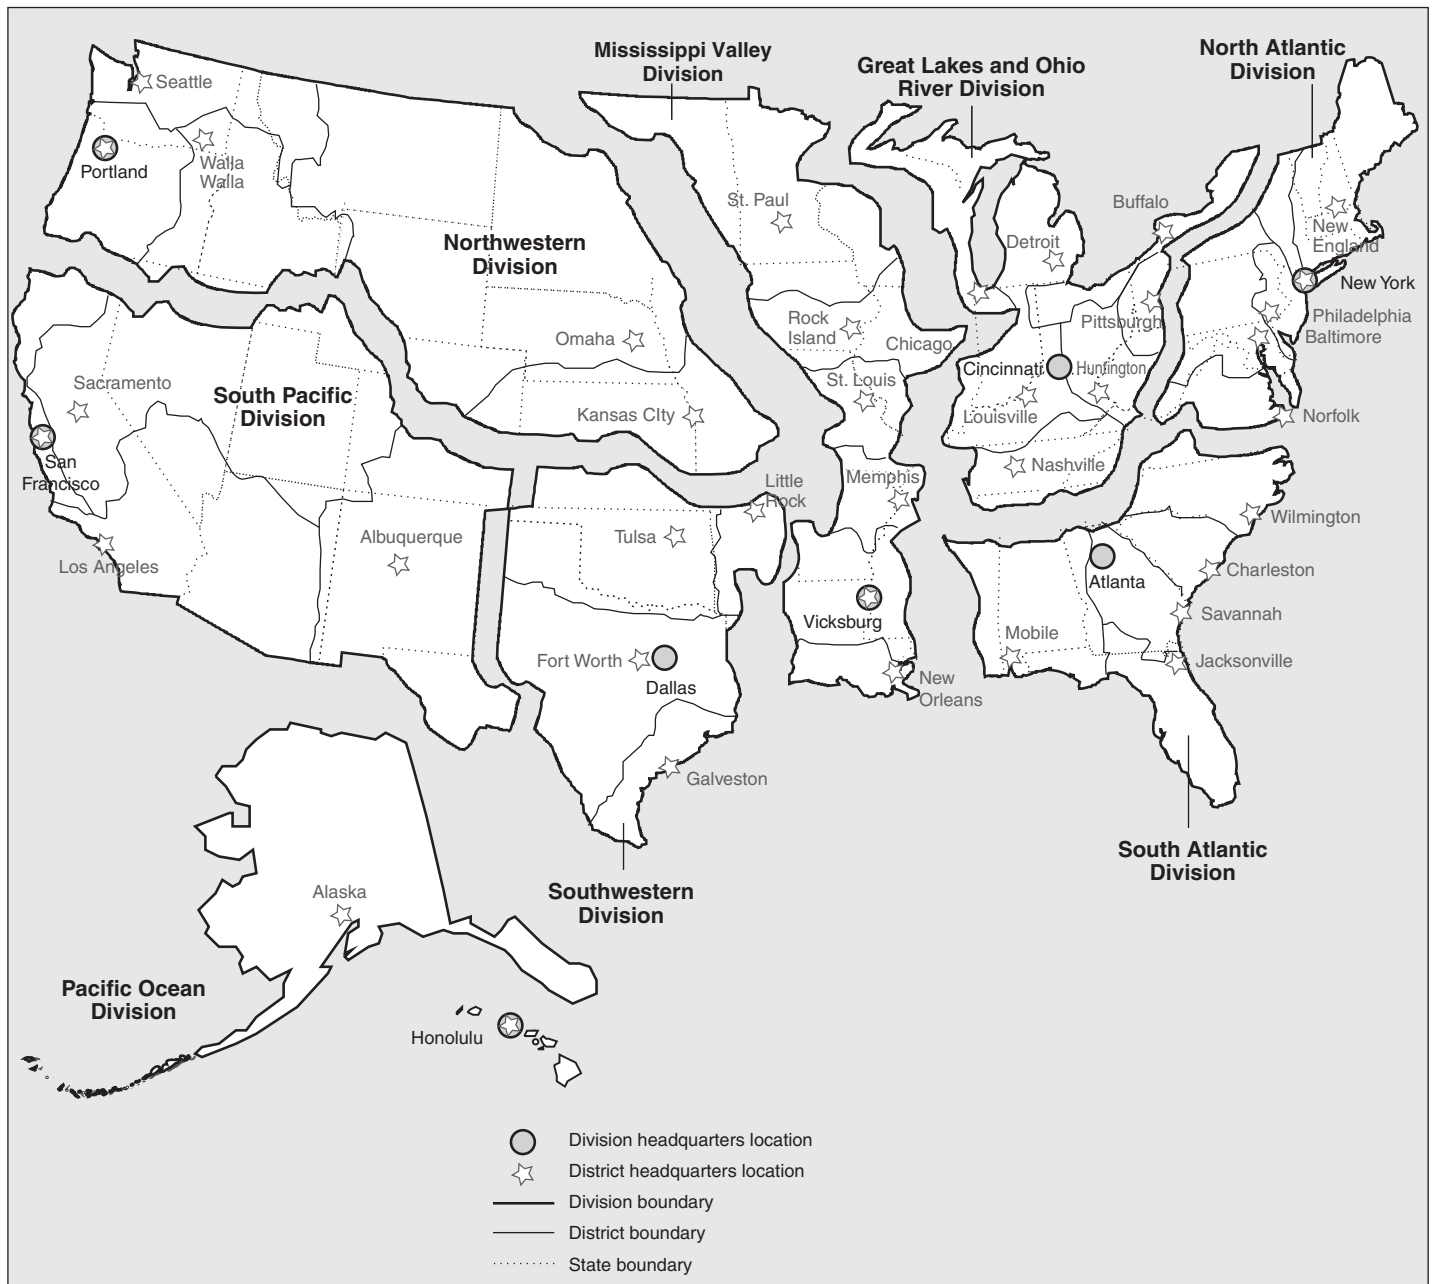 Mississippi Valley
Division
Great Lakes and Ohio
River Division
North Atlantic
Division
Seattle
Portland
Walla
Walla
Northwestern
Division
Omaha
Kansas CIty
St. Paul
Rock
Island
Chicago
St. Louis
Memphis
Vicksburg
New
Orleans
Detroit
Buffalo
Pittsburgh
Cincinnati
Huntington
Louisville
Nashville
New
England
New York
Philadelphia
Baltimore
Norfolk
Sacramento
South Pacific
Division
San
Francisco
Los Angeles
Albuquerque
Little
Rock
Tulsa
Fort Worth
Dallas
Galveston
Southwestern
Division
Wilmington
Charleston
Atlanta
Savannah
Mobile
Jacksonville
South Atlantic
Division
Alaska
Pacific Ocean
Division
Honolulu
Division headquarters location
District headquarters location
Division boundary
District boundary
State boundary